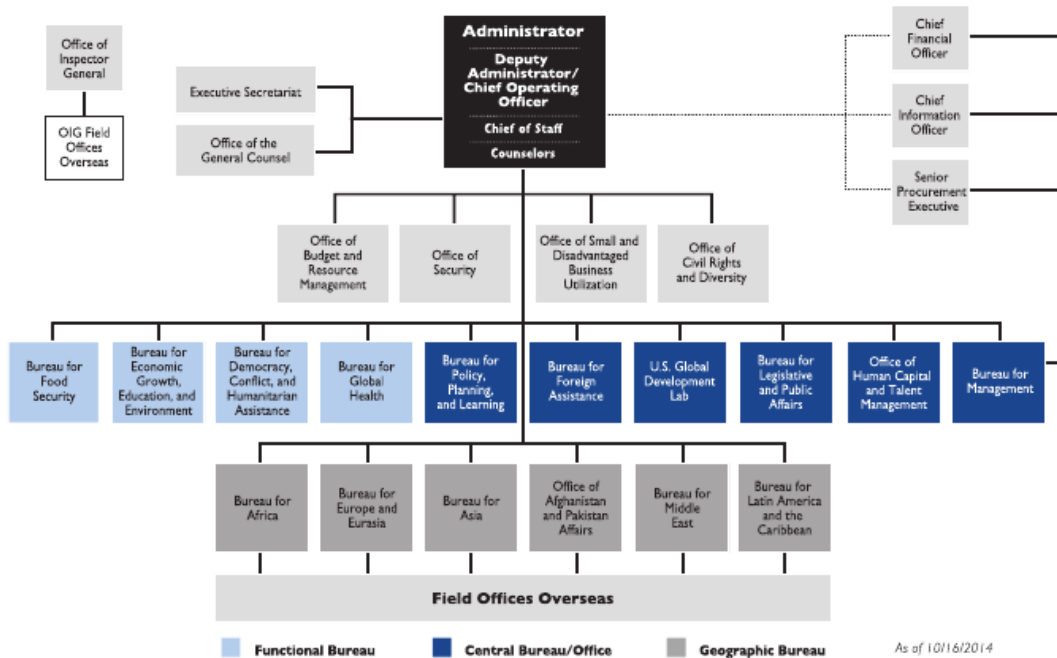 Office of
Inspector
General
OIG Field
Offices
Overseas
Executive Secretariat
Office of the
General Counsel
Administrator
Deputy
Administrator/
Chief Operating
Officer
Chief of Staff
Counselors
Chief
Financial
Officer
Chief
Information
Officer
Senior
Procurement
Executive
Office of
Budget and
Resource
Management
Office of
Security
Office of Small and
Disadvantaged
Business
Utilization
Office of
Civil Rights
and Diversity
Bureau for
Food
Security
Bureau for
Economic
Growth,
Education, and
Environment
Bureau for
Democracy,
Conflict, and
Humanitarian
Assistance
Bureau for
Global
Health
Bureau for
Policy,
Planning,
and Learning
Bureau for
Foreign
Assistance
U.S. Global
Development
Lab
Bureau for
Legislative
and Public
Affairs
Office of
Human Capital
and Talent
Management
Bureau for
Management
Bureau for
Africa
Bureau for
Europe and
Eurasia
Bureau for
Asia
Office of
Afghanistan
and Pakistan
Affairs
Bureau for
Middle
East
Bureau for
Latin America
and the
Caribbean
Field Offices Overseas
Functional Bureau
Central Bureau/Office
Geographic Bureau
As of 10/16/2014